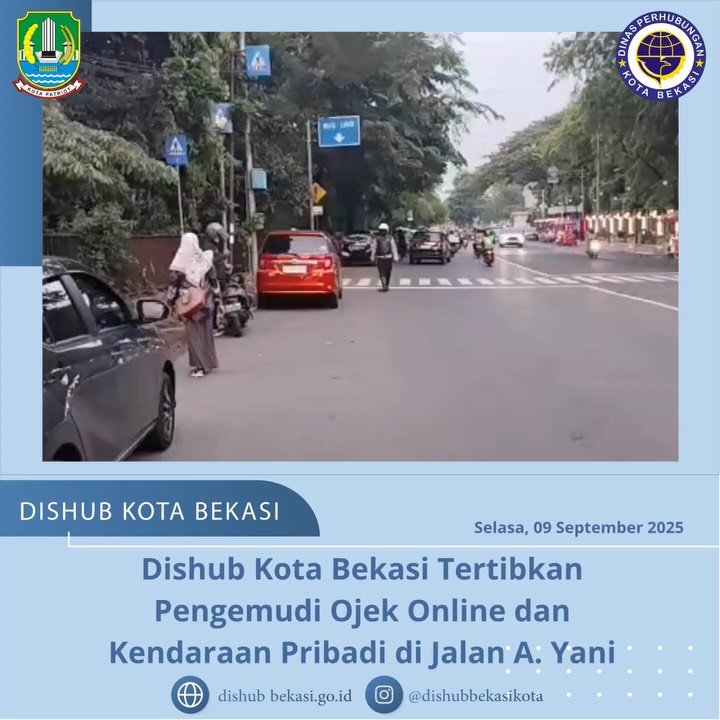 KOTA PATRIOT
DINAS PERHUBUNGAN
KOTA BEKASI
DISHUB KOTA BEKASI
Selasa, 09 September 2025
Dishub Kota Bekasi Tertibkan
Pengemudi Ojek Online dan
Kendaraan Pribadi di Jalan A. Yani
dishub bekasi.go.id
@dishubbekasikota